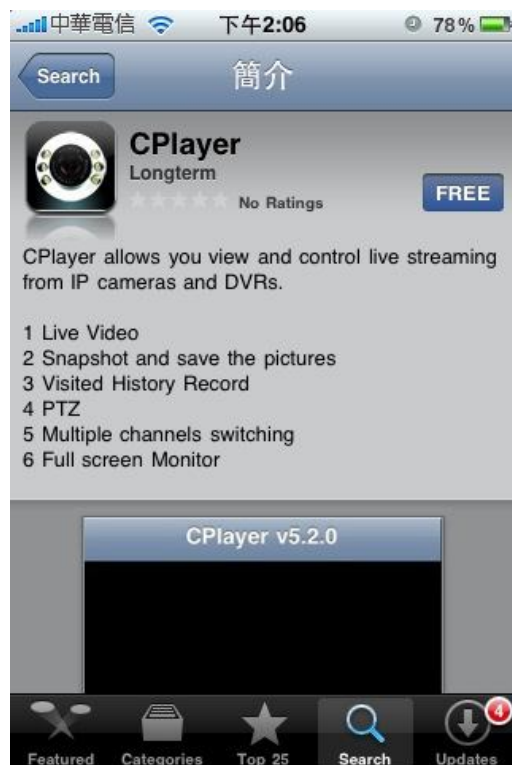 中華電信 下午2:06 78%
Search 簡介
CPlayer
Longterm
No Ratings
FREE
CPlayer allows you view and control live streaming
from IP cameras and DVRs.
1 Live Video
2 Snapshot and save the pictures
3 Visited History Record
4 PTZ
5 Multiple channels switching
6 Full screen Monitor
CPlayer v5.2.0
4
Featured Categories Top 25 Search Updates